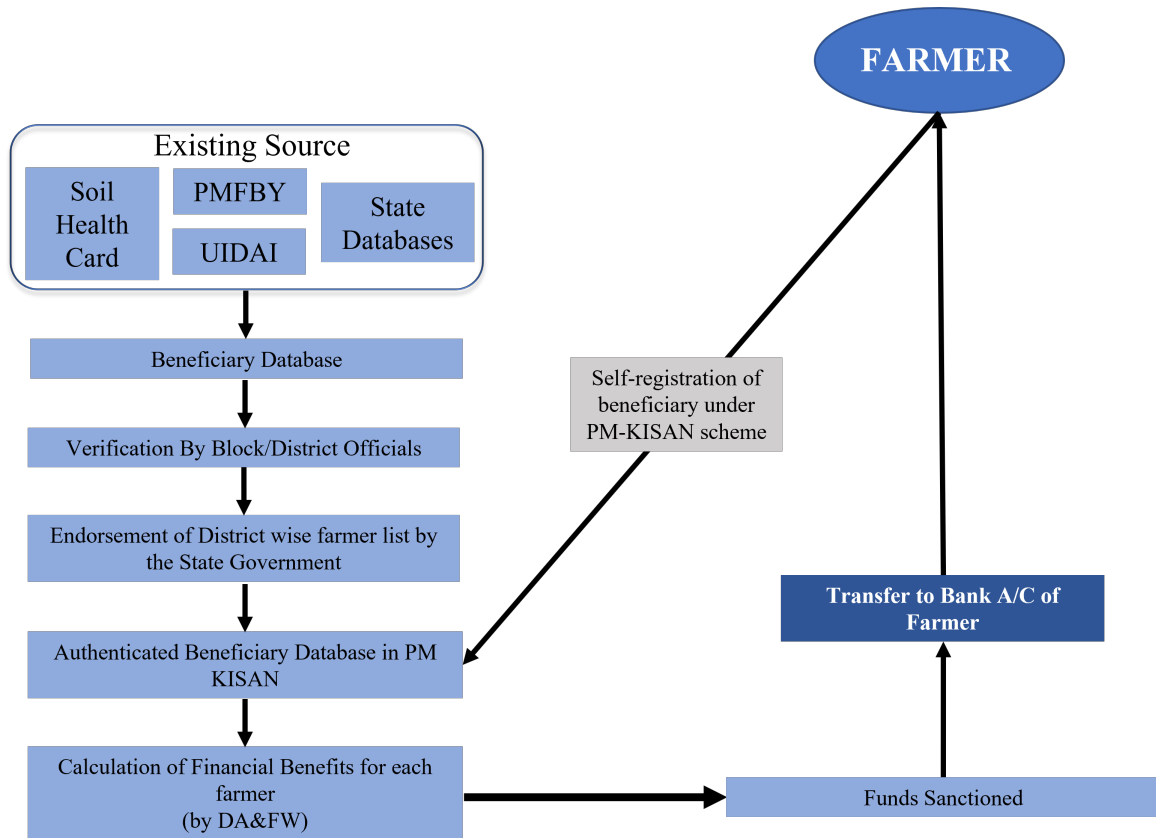 FARMER
Existing Source
Soil
Health
Card
PMFBY
UIDAI
State
Databases
Beneficiary Database
Verification By Block/District Officials
Endorsement of District wise farmer list by
the State Government
Authenticated Beneficiary Database in PM
KISAN
Calculation of Financial Benefits for each
farmer
(by DA&FW)
Self-registration of
beneficiary under
PM-KISAN scheme
Transfer to Bank A/C of
Farmer
Funds Sanctioned